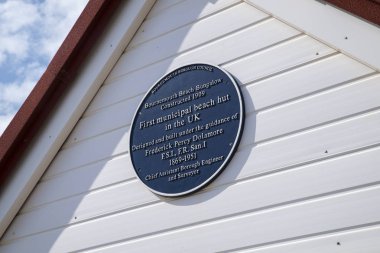 Bournemouth Beach Bungalow
Constructed 1909
First municipal beach hut
in the UK
Designed and built under the guidance of
Frederick Percy Dolamore
F.S.I., F.R. San.I
1869-1951
Chief Assistant Borough Engineer
and Surveyor